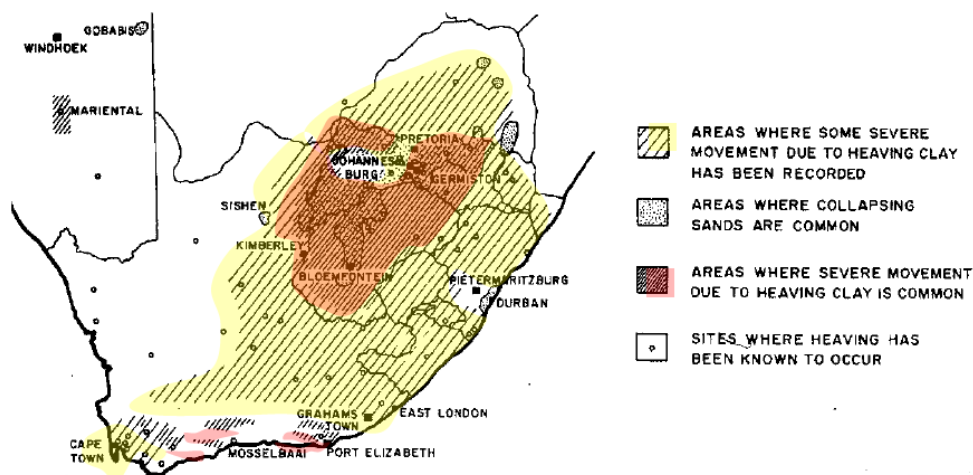 GOBABIS
WINDHOEK
MARIENTAL
PRETORIA
JOHANNES
BURG
GERMISTON
SISHEN
KIMBERLEY
BLOEMFONTEIN
PIETERMARITZBURG
DURBAN
GRAHAMS
TOWN
EAST LONDON
CAPE
TOWN
MOSSELBAAI
PORT ELIZABETH
AREAS WHERE SOME SEVERE
MOVEMENT DUE TO HEAVING CLAY
HAS BEEN RECORDED
AREAS WHERE COLLAPSING
SANDS ARE COMMON
AREAS WHERE SEVERE MOVEMENT
DUE TO HEAVING CLAY IS COMMON
SITES WHERE HEAVING HAS
BEEN KNOWN TO OCCUR